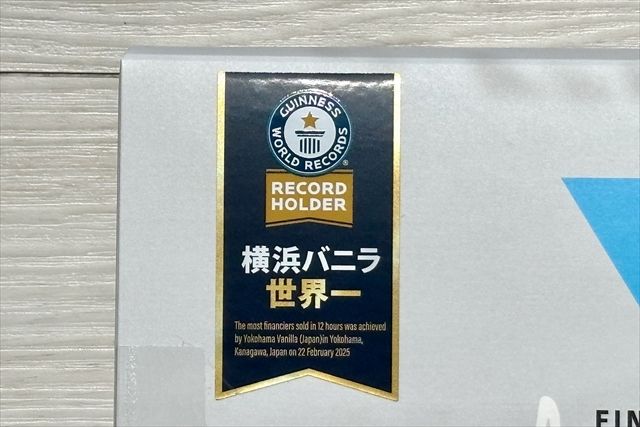 GUINNESS
WORLD RECORDS
®
RECORD
HOLDER
横浜バニラ
世界一
The most financiers sold in 12 hours was achieved
by Yokohama Vanilla (Japan)in Yokohama,
Kanagawa, Japan on 22 February 2025